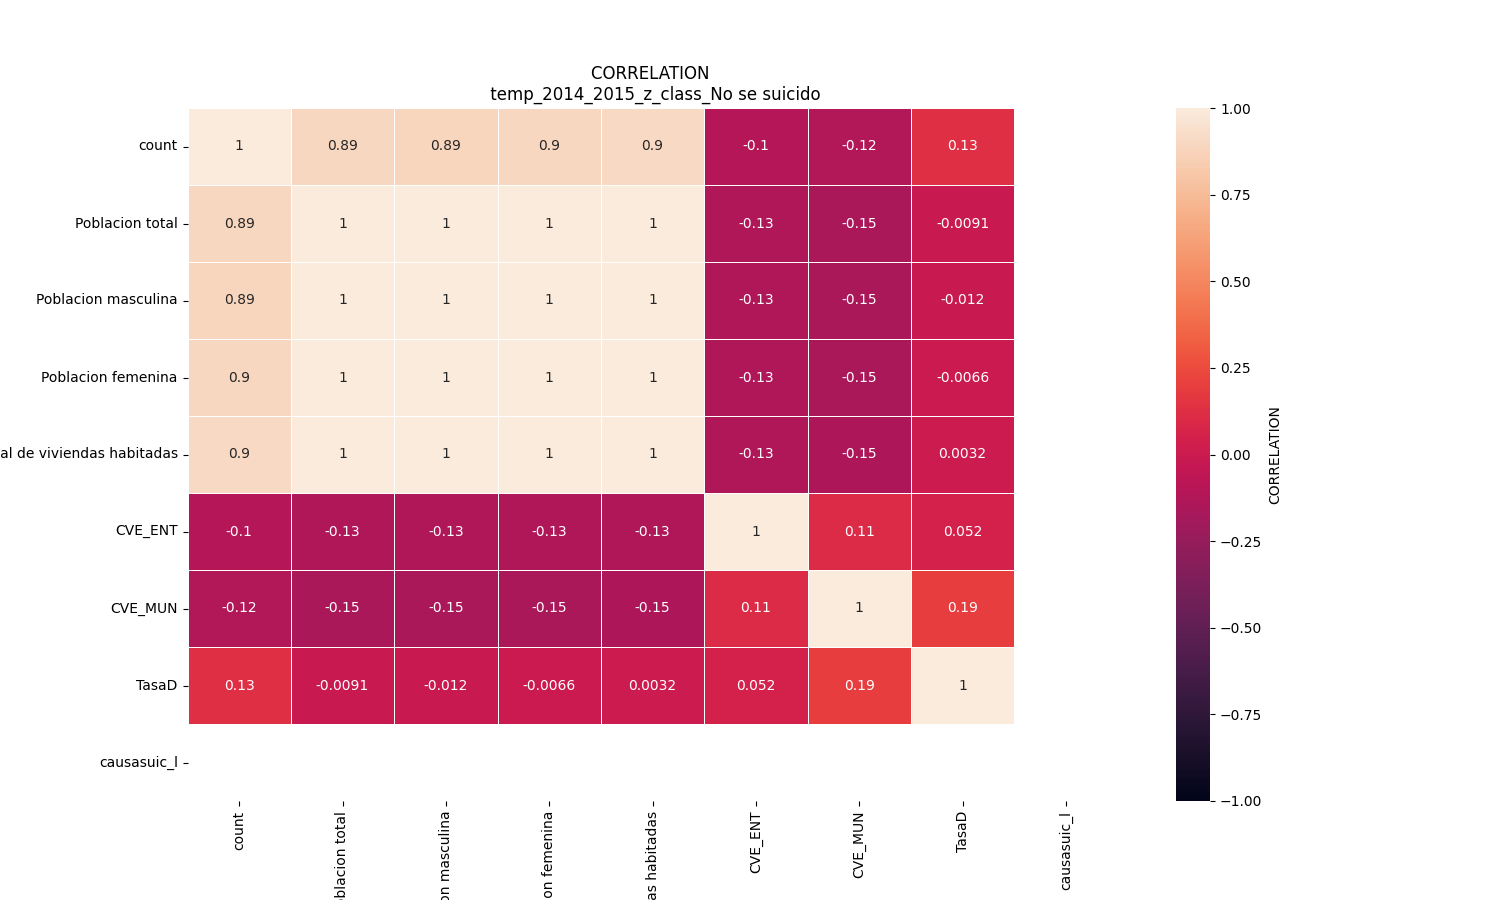 CORRELATION
temp_2014_2015_z_class_No se suicido
count 1 0.89 0.89 0.9 0.9 -0.1 -0.12 0.13
Poblacion total 0.89 1 1 1 1 -0.13 -0.15 -0.0091
Poblacion masculina 0.89 1 1 1 1 -0.13 -0.15 -0.012
Poblacion femenina 0.9 1 1 1 1 -0.13 -0.15 -0.0066
al de viviendas habitadas 0.9 1 1 1 1 -0.13 -0.15 0.0032
CVE_ENT -0.1 -0.13 -0.13 -0.13 -0.13 1 0.11 0.052
CVE_MUN -0.12 -0.15 -0.15 -0.15 -0.15 0.11 1 0.19
TasaD 0.13 -0.0091 -0.012 -0.0066 0.0032 0.052 0.19 1
causasuic_l
count
oblacion total
on masculina
on femenina
as habitadas
CVE_ENT
CVE_MUN
TasaD
causasuic_l
1.00
0.75
0.50
0.25
0.00
−0.25
−0.50
−0.75
−1.00
CORRELATION